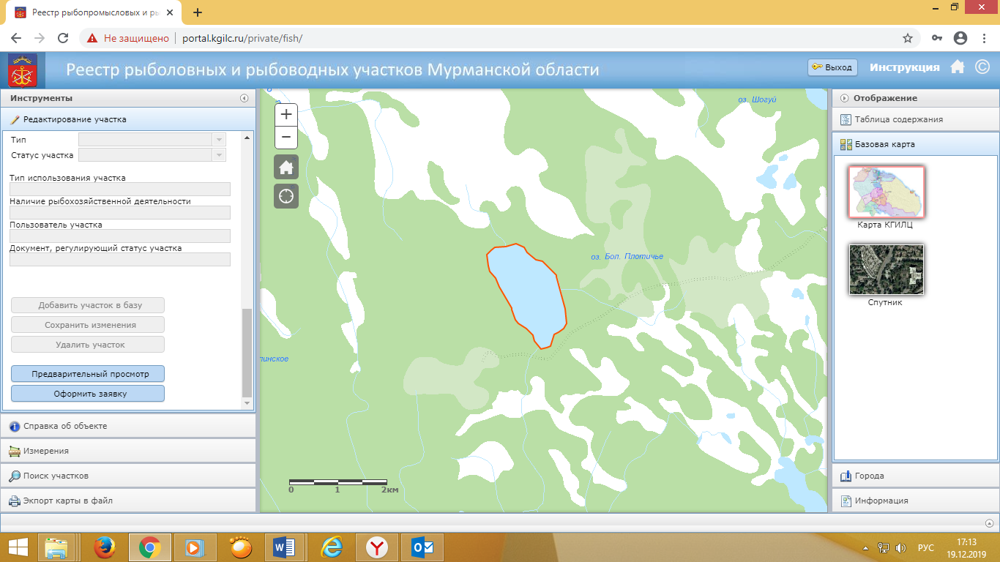 Реестр рыбопромысловых и ры
Не защищено
portal.kgilc.ru/private/fish/
Реестр рыболовных и рыбоводных участков Мурманской области
Выход
Инструкция
Инструменты
Редактирование участка
Тип
Статус участка
Тип использования участка
Наличие рыбохозяйственной деятельности
Пользователь участка
Документ, регулирующий статус участка
Добавить участок в базу
Сохранить изменения
Удалить участок
Предварительный просмотр
Оформить заявку
Справка об объекте
Измерения
Поиск участков
Экспорт карты в файл
+
−
оз. Шогуй
оз. Бол. Плотичье
0 1 2км
Отображение
Таблица содержания
Базовая карта
Карта КГИЛЦ
Спутник
Города
Информация
РУС
17:13
19.12.2019